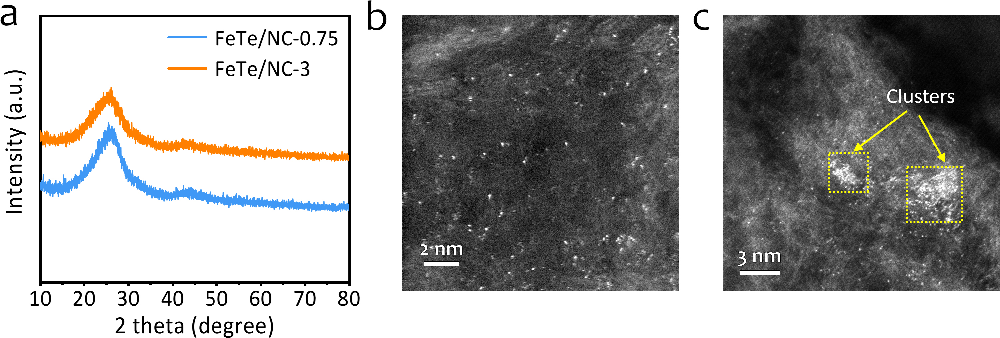 a
FeTe/NC-0.75
FeTe/NC-3
Intensity (a.u.)
10 20 30 40 50 60 70 80
2 theta (degree)
b
2 nm
c
Clusters
3 nm